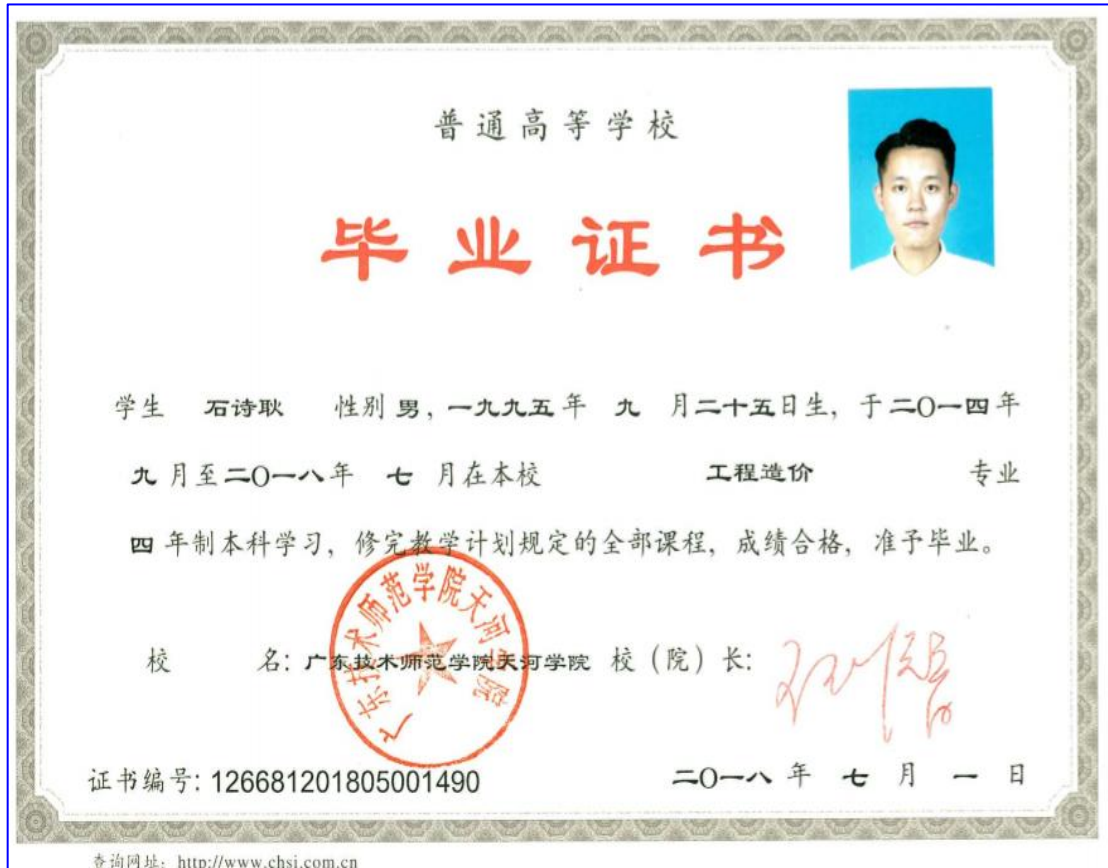 普通高等学校
毕业证书
学生 石诗耿 性别 男，一九九五年 九 月二十五日生，于二〇一四年
九 月至二〇一八年 七 月在本校 工程造价 专业
四 年制本科学习，修完教学计划规定的全部课程，成绩合格，准予毕业。
广东技术师范学院天河学院
校 名：广东技术师范学院天河学院 校（院）长：
证书编号：126681201805001490 二〇一八 年 七 月 一 日
查询网址：http://www.chsi.com.cn